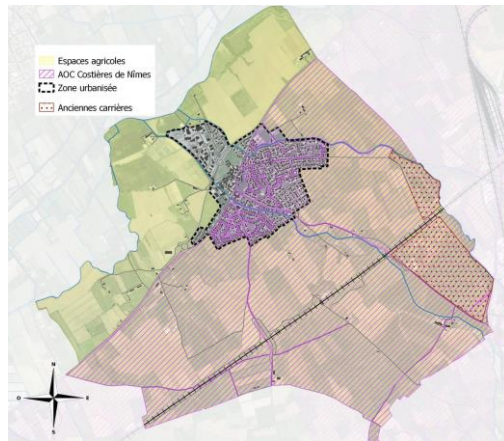 Espaces agricoles
AOC Costières de Nîmes
Zone urbanisée
Anciennes carrières
N
O
E
S